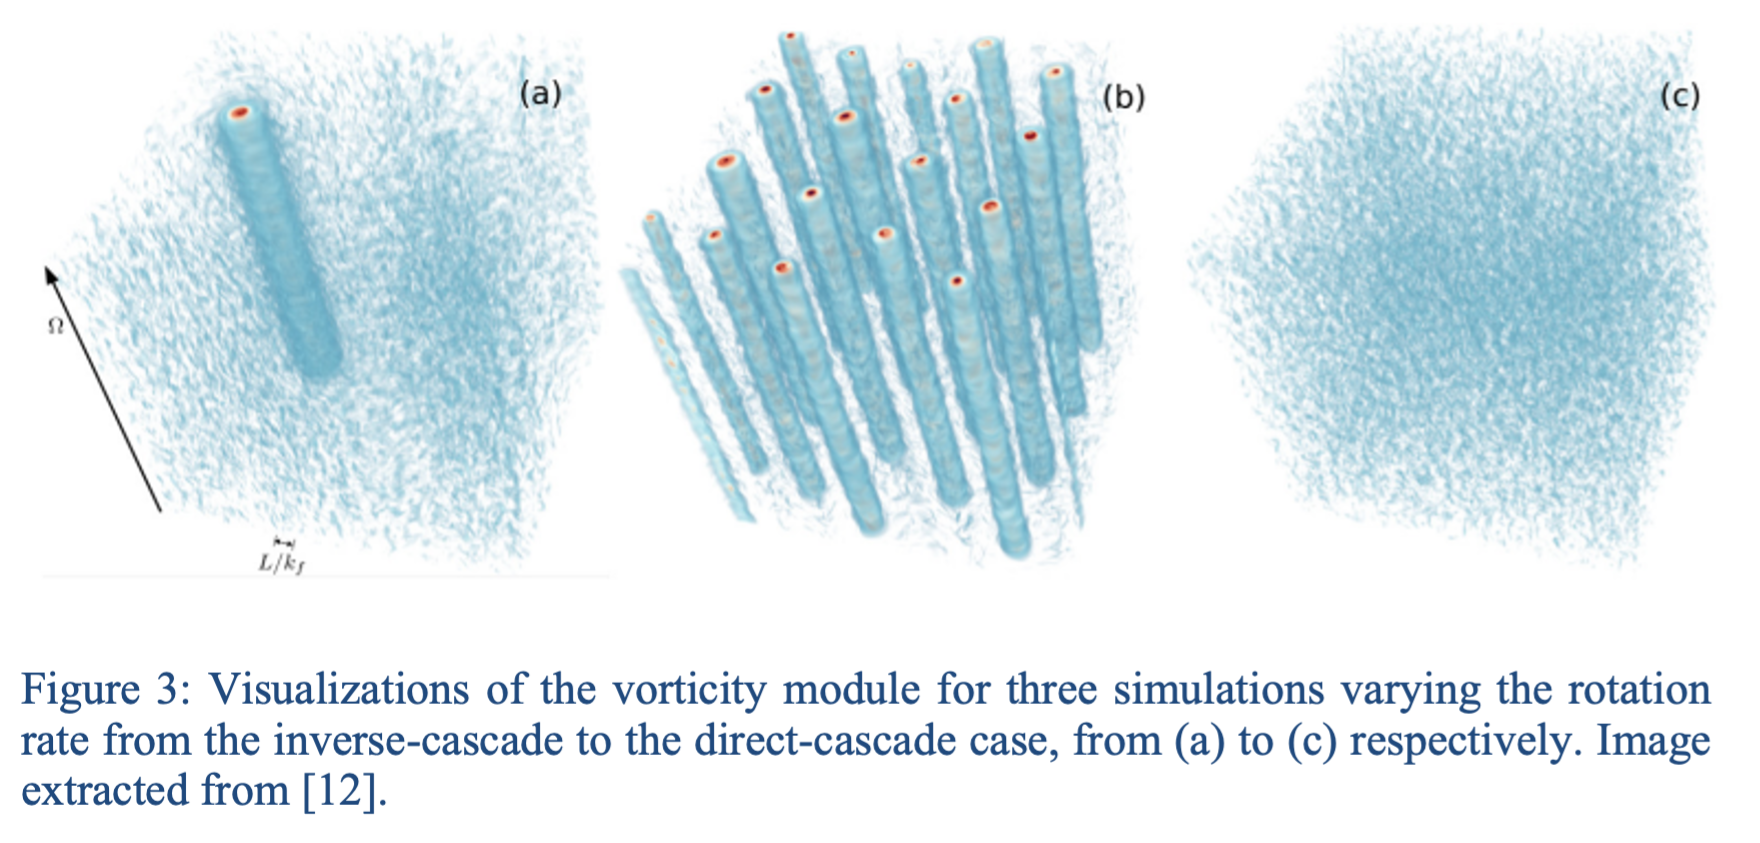 (a)
(b)
(c)
Ω
L/k_f
Figure 3: Visualizations of the vorticity module for three simulations varying the rotation
rate from the inverse-cascade to the direct-cascade case, from (a) to (c) respectively. Image
extracted from [12].